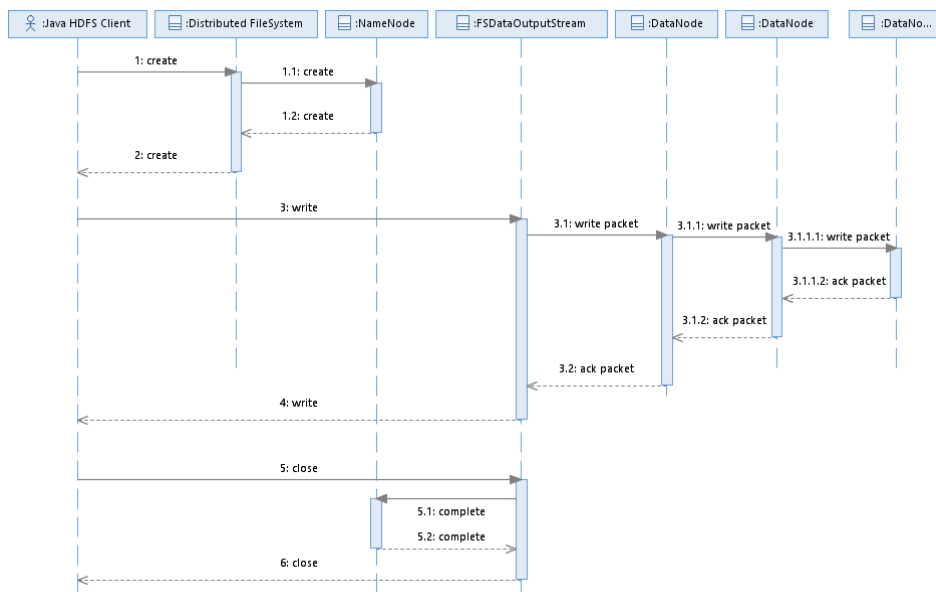 :Java HDFS Client
:Distributed FileSystem
:NameNode
:FSDataOutputStream
:DataNode
:DataNode
:DataNo...
1: create
1.1: create
1.2: create
2: create
3: write
3.1: write packet
3.1.1: write packet
3.1.1.1: write packet
3.1.1.2: ack packet
3.1.2: ack packet
3.2: ack packet
4: write
5: close
5.1: complete
5.2: complete
6: close